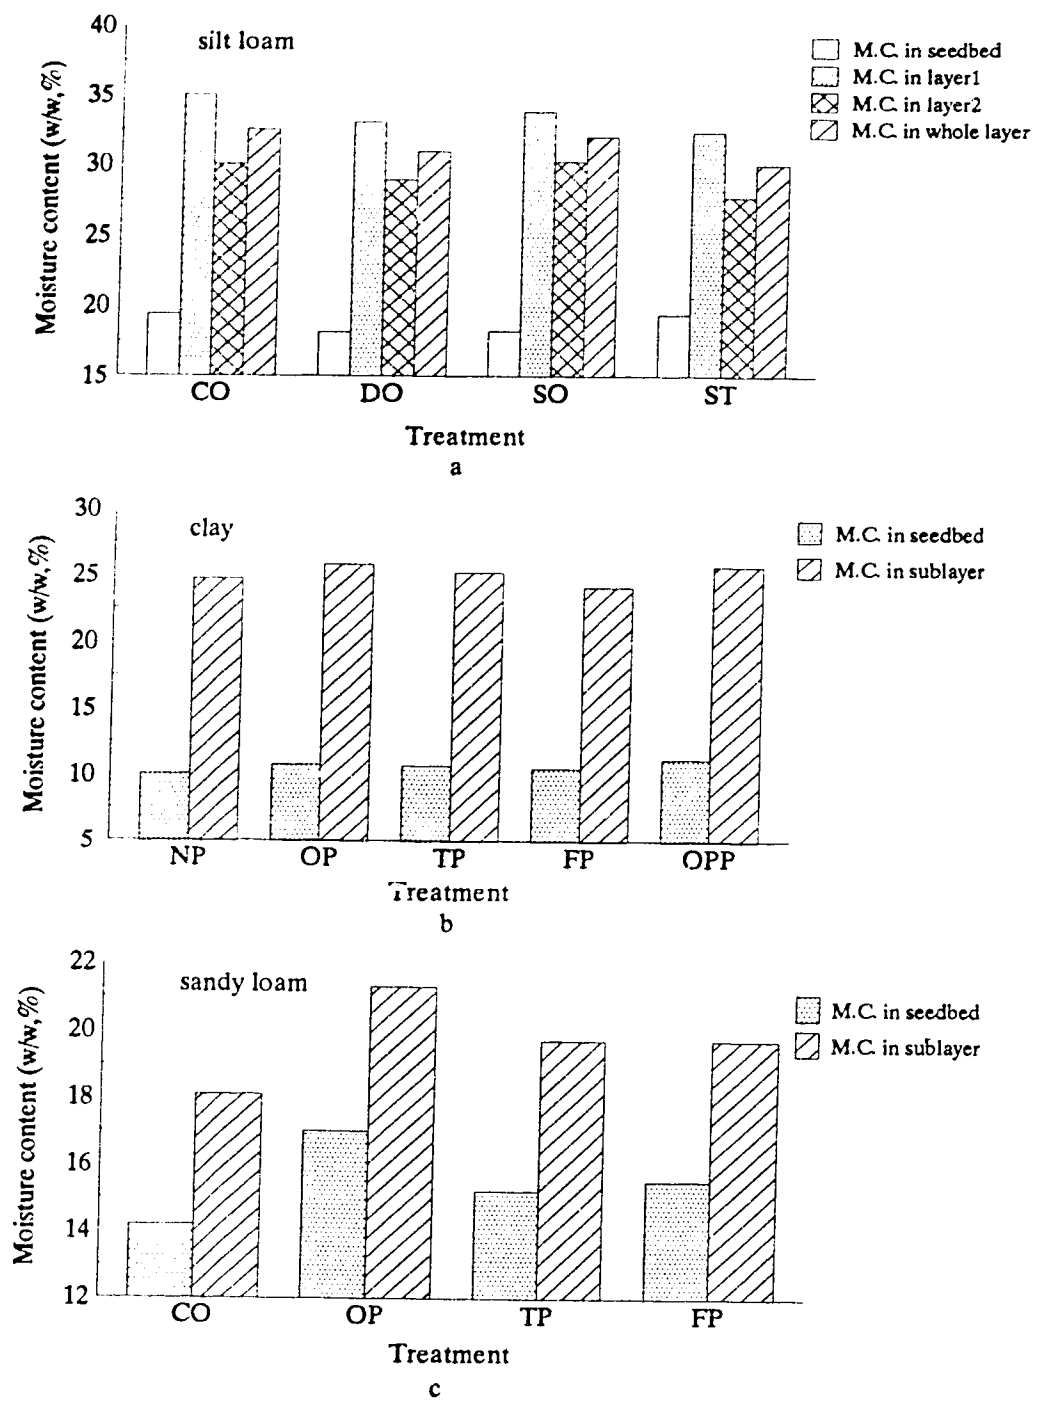 40
35
30
25
20
15
Moisture content (w/w,%)
silt loam
M.C. in seedbed
M.C. in layer1
M.C. in layer2
M.C. in whole layer
CO DO SO ST
Treatment
a
30
25
20
15
10
5
Moisture content (w/w,%)
clay
M.C. in seedbed
M.C. in sublayer
NP OP TP FP OPP
Treatment
b
22
20
18
16
14
12
Moisture content (w/w,%)
sandy loam
M.C. in seedbed
M.C. in sublayer
CO OP TP FP
Treatment
c